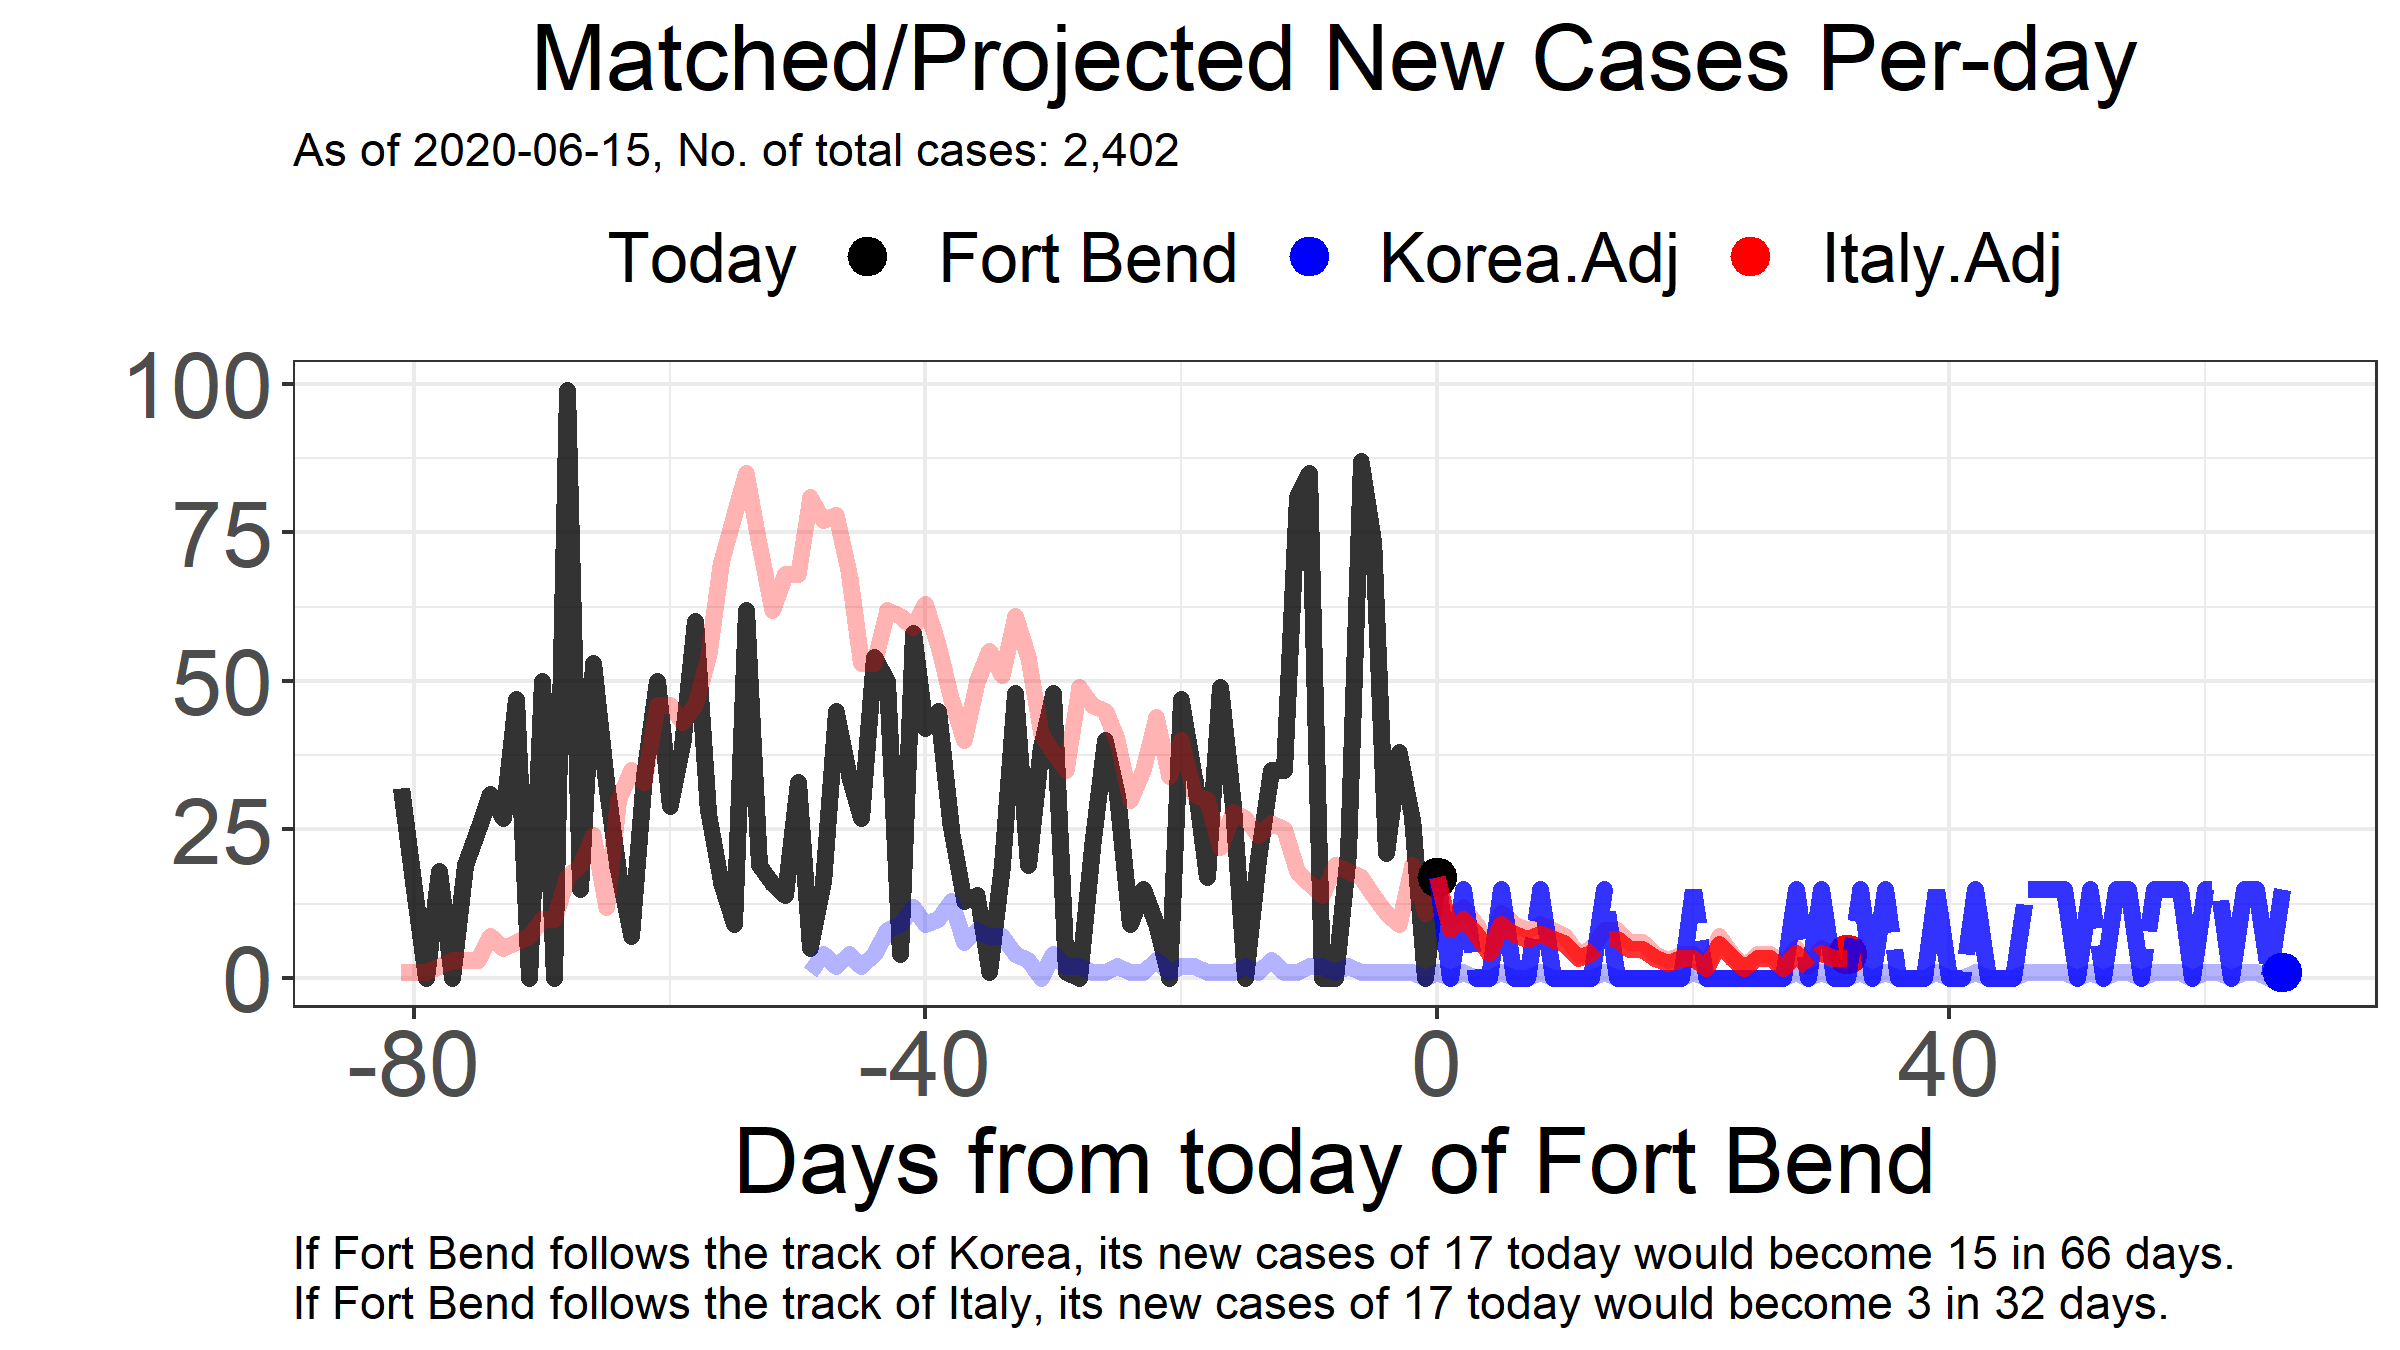 Matched/Projected New Cases Per-day
As of 2020-06-15, No. of total cases: 2,402
Today Fort Bend Korea.Adj Italy.Adj
100
75
50
25
0
-80 -40 0 40
Days from today of Fort Bend
If Fort Bend follows the track of Korea, its new cases of 17 today would become 15 in 66 days.
If Fort Bend follows the track of Italy, its new cases of 17 today would become 3 in 32 days.